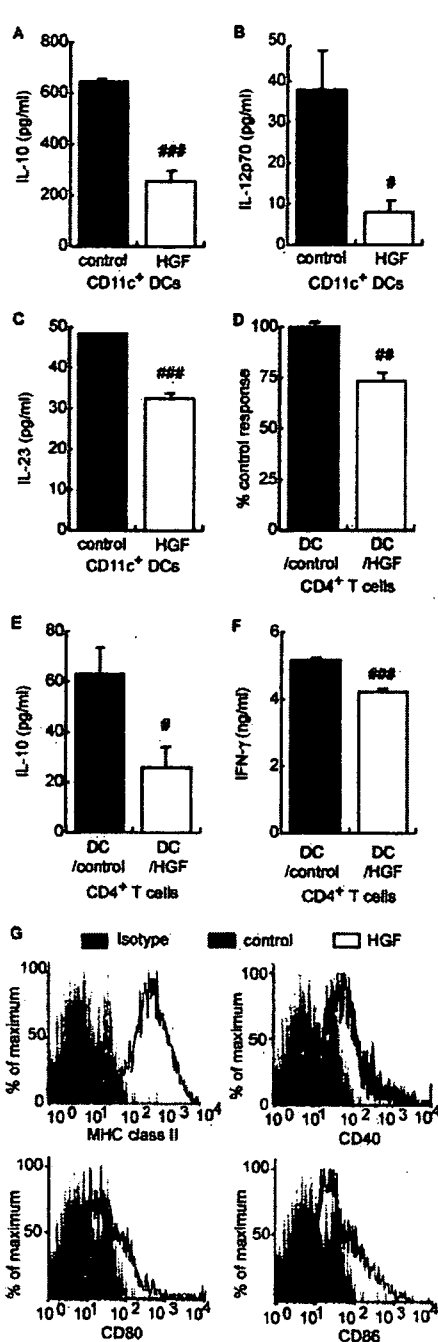 A
IL-10 (pg/ml)
800
600
400
200
0
###
control HGF
CD11c+ DCs
B
IL-12p70 (pg/ml)
50
40
30
20
10
0
#
control HGF
CD11c+ DCs
C
IL-23 (pg/ml)
50
40
30
20
10
0
###
control HGF
CD11c+ DCs
D
% control response
100
75
50
25
0
##
DC DC
/control /HGF
CD4+ T cells
E
IL-10 (pg/ml)
80
60
40
20
0
#
DC DC
/control /HGF
CD4+ T cells
F
IFN-γ (ng/ml)
6
4
2
0
###
DC DC
/control /HGF
CD4+ T cells
G
Isotype control HGF
% of maximum
100
50
0
10^0 10^1 10^2 10^3 10^4
MHC class II
% of maximum
100
50
0
10^0 10^1 10^2 10^3 10^4
CD40
% of maximum
100
50
10^0 10^1 10^2 10^3 10^4
CD80
% of maximum
100
50
10^0 10^1 10^2 10^3 10^4
CD86